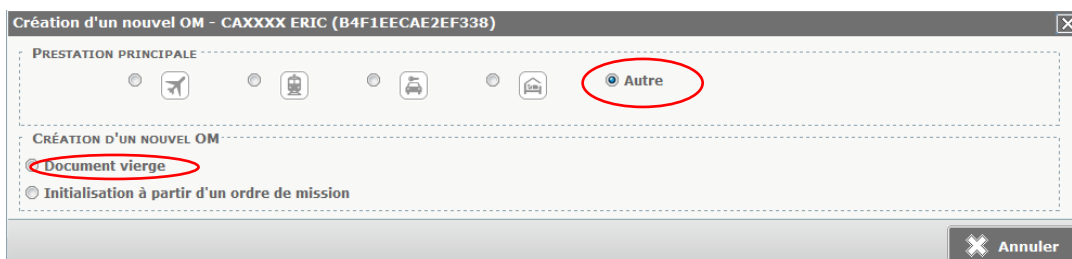 Création d'un nouvel OM - CAXXXX ERIC (B4F1EECAE2EF338)
PRESTATION PRINCIPALE
Autre
CRÉATION D'UN NOUVEL OM
Document vierge
Initialisation à partir d'un ordre de mission
Annuler